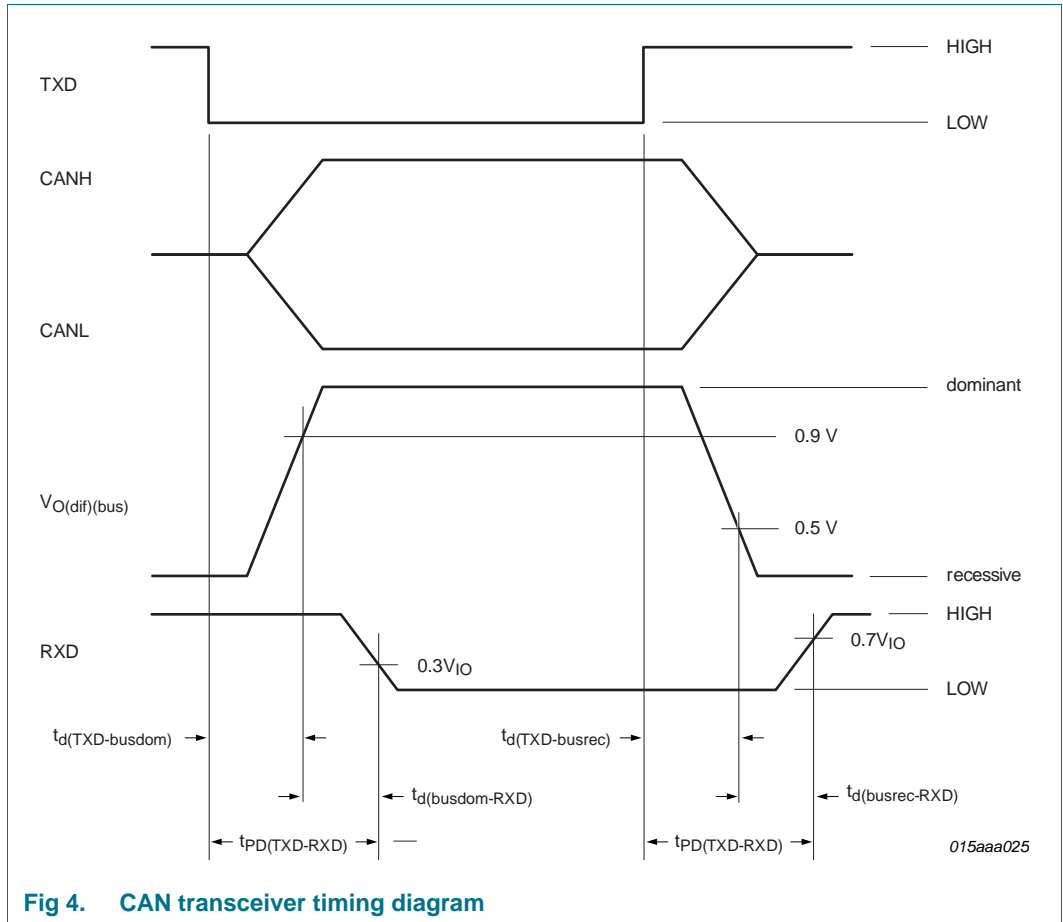 HIGH
TXD
LOW
CANH
CANL
dominant
0.9 V
VO(dif)(bus)
0.5 V
recessive
HIGH
RXD
0.7VIO
0.3VIO
LOW
td(TXD-busdom)
td(TXD-busrec)
td(busdom-RXD)
td(busrec-RXD)
tPD(TXD-RXD)
tPD(TXD-RXD)
015aaa025
Fig 4. CAN transceiver timing diagram